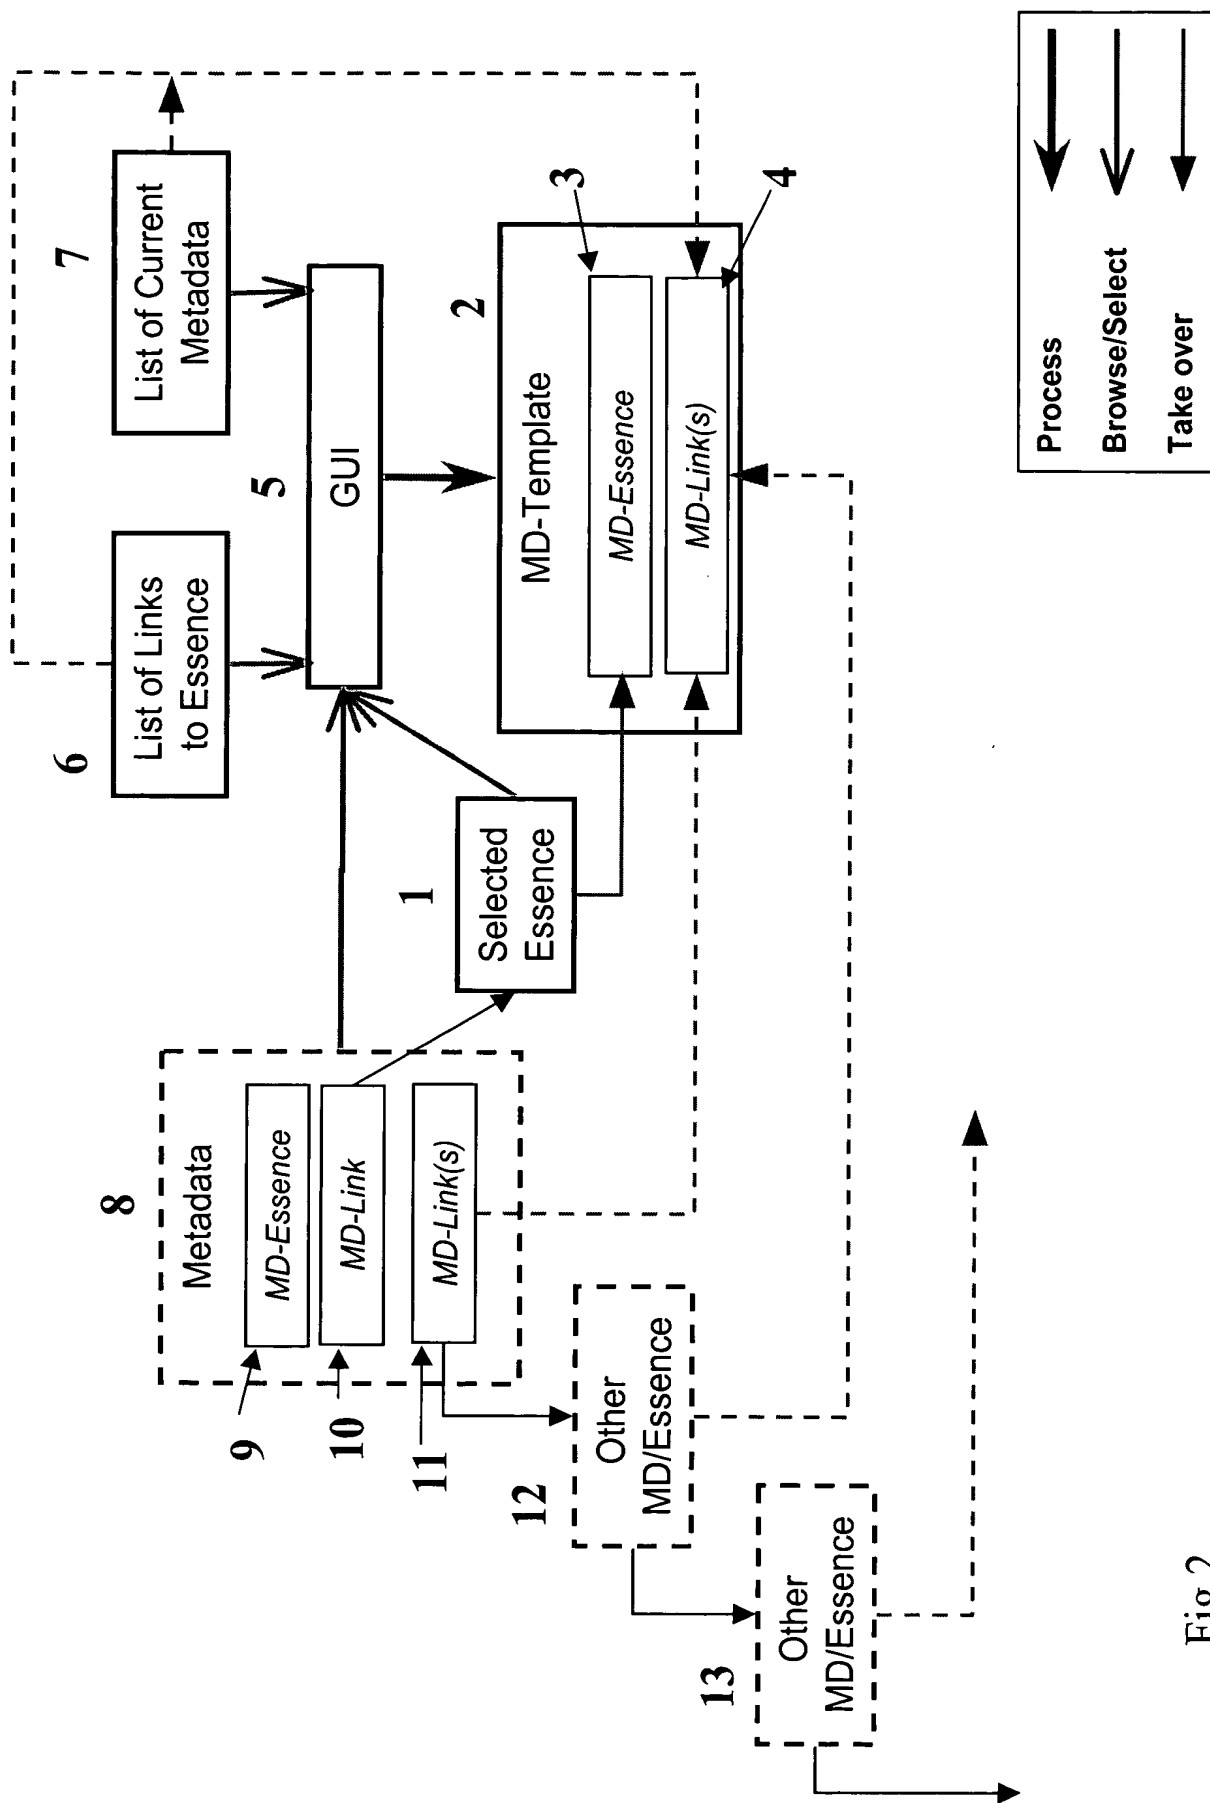 8
Metadata
9
MD-Essence
10
MD-Link
11
MD-Link(s)
12
Other
MD/Essence
13
Other
MD/Essence
6
List of Links
to Essence
7
List of Current
Metadata
5
GUI
1
Selected
Essence
2
MD-Template
MD-Essence
3
MD-Link(s)
4
Process
Browse/Select
Take over
Fig.2